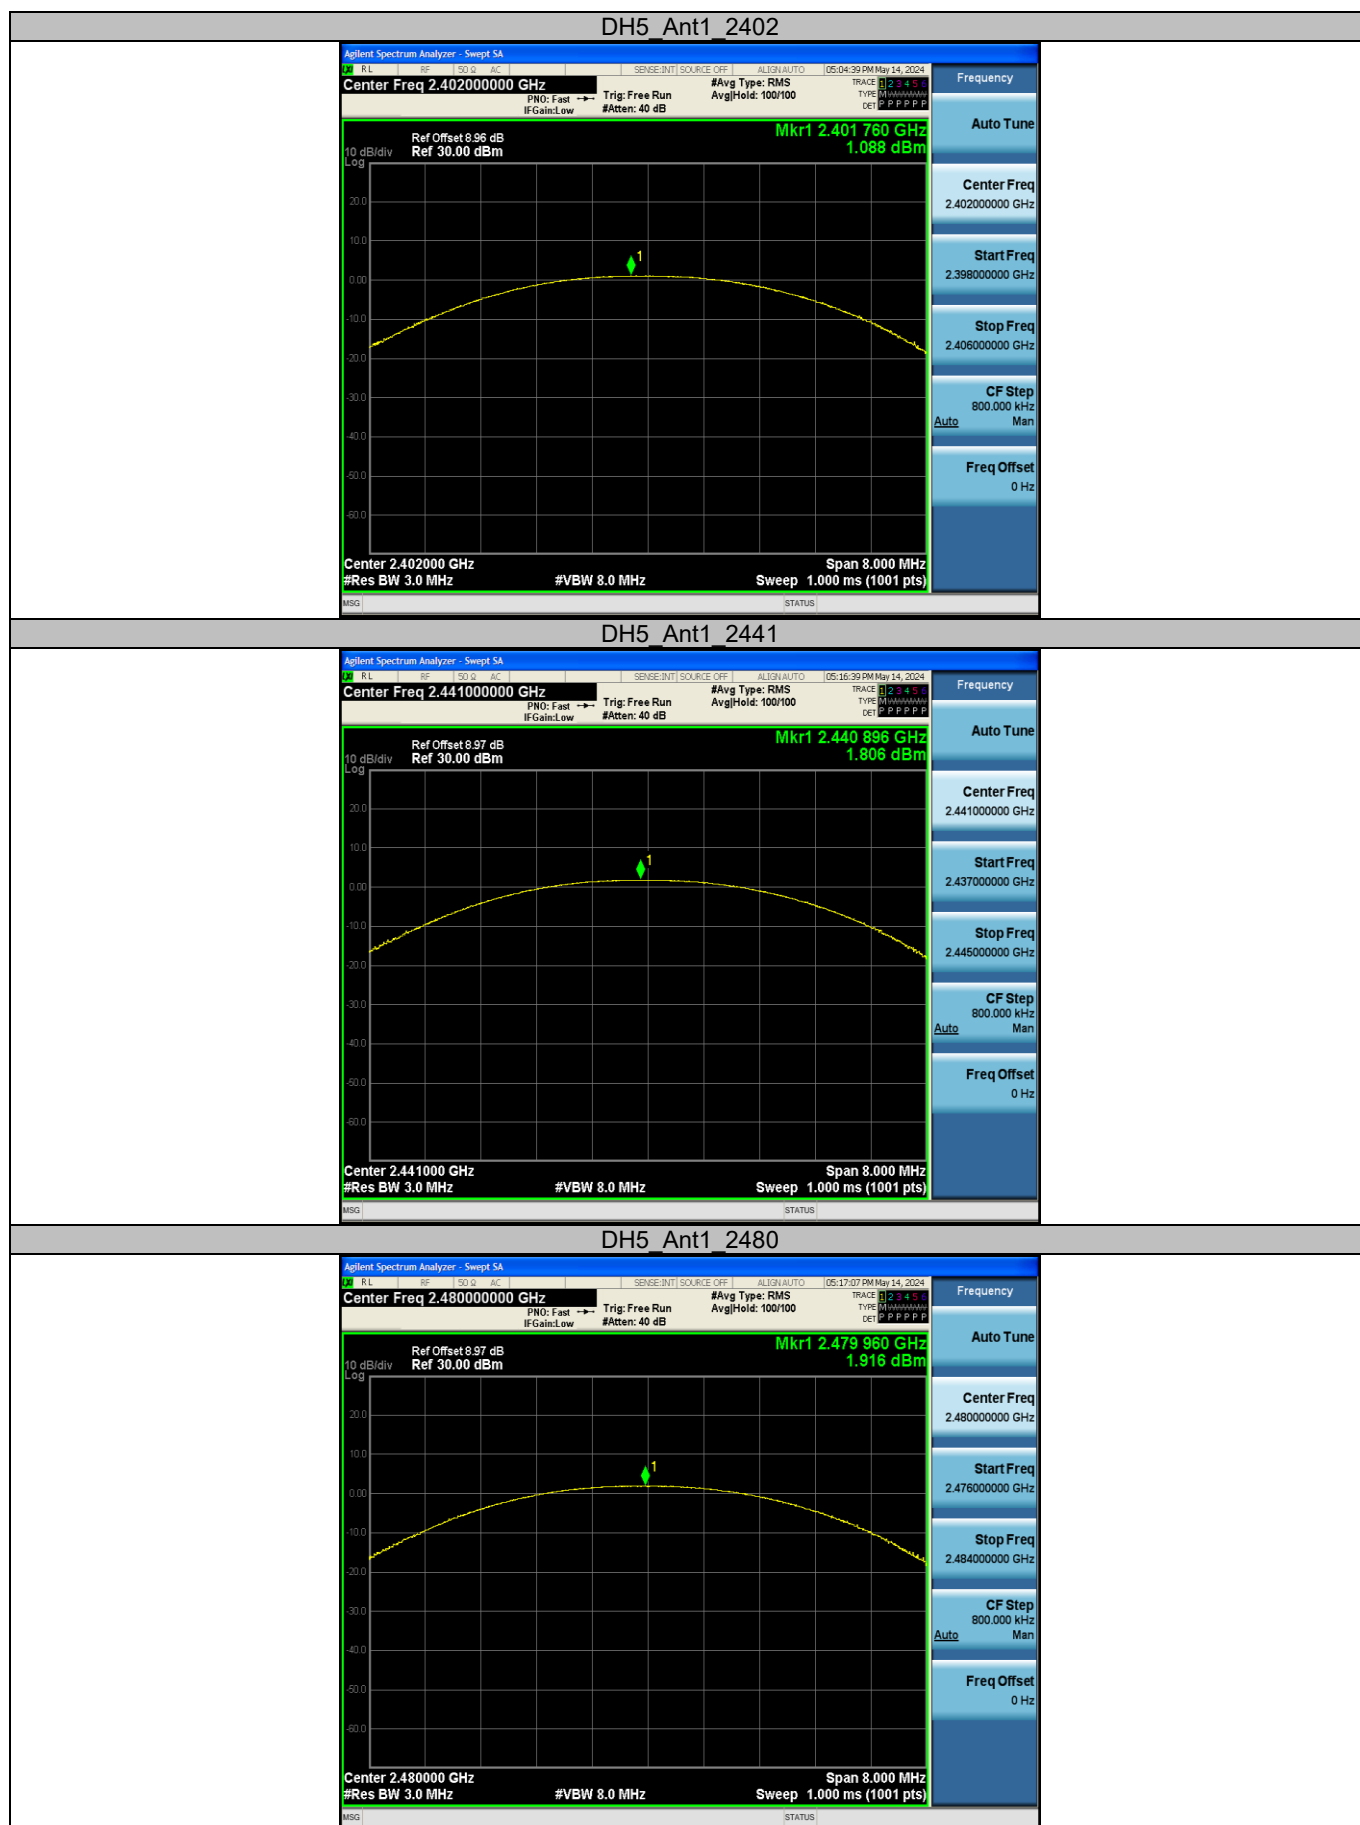 DH5_Ant1_2402
Agilent Spectrum Analyzer - Swept SA
RL RF 50 Ω AC SENSE:INT SOURCE OFF ALIGN AUTO 05:04:39 PM May 14, 2024
Center Freq 2.402000000 GHz
PNO: Fast
IFGain:Low
Trig: Free Run
#Atten: 40 dB
#Avg Type: RMS
Avg|Hold: 100/100
TRACE 1 2 3 4 5 6
TYPE M
DET P P P P P P
Frequency
Mkr1 2.401 760 GHz
1.088 dBm
Ref Offset 8.96 dB
10 dB/div Ref 30.00 dBm
Log
20.0
10.0
0.00
-10.0
-20.0
-30.0
-40.0
-50.0
-60.0
1
Auto Tune
Center Freq
2.402000000 GHz
Start Freq
2.398000000 GHz
Stop Freq
2.406000000 GHz
CF Step
800.000 kHz
Auto Man
Freq Offset
0 Hz
Center 2.402000 GHz Span 8.000 MHz
#Res BW 3.0 MHz #VBW 8.0 MHz Sweep 1.000 ms (1001 pts)
MSG STATUS
DH5_Ant1_2441
Agilent Spectrum Analyzer - Swept SA
RL RF 50 Ω AC SENSE:INT SOURCE OFF ALIGN AUTO 05:16:39 PM May 14, 2024
Center Freq 2.441000000 GHz
PNO: Fast
IFGain:Low
Trig: Free Run
#Atten: 40 dB
#Avg Type: RMS
Avg|Hold: 100/100
TRACE 1 2 3 4 5 6
TYPE M
DET P P P P P P
Frequency
Mkr1 2.440 896 GHz
1.806 dBm
Ref Offset 8.97 dB
10 dB/div Ref 30.00 dBm
Log
20.0
10.0
0.00
-10.0
-20.0
-30.0
-40.0
-50.0
-60.0
1
Auto Tune
Center Freq
2.441000000 GHz
Start Freq
2.437000000 GHz
Stop Freq
2.445000000 GHz
CF Step
800.000 kHz
Auto Man
Freq Offset
0 Hz
Center 2.441000 GHz Span 8.000 MHz
#Res BW 3.0 MHz #VBW 8.0 MHz Sweep 1.000 ms (1001 pts)
MSG STATUS
DH5_Ant1_2480
Agilent Spectrum Analyzer - Swept SA
RL RF 50 Ω AC SENSE:INT SOURCE OFF ALIGN AUTO 05:17:07 PM May 14, 2024
Center Freq 2.480000000 GHz
PNO: Fast
IFGain:Low
Trig: Free Run
#Atten: 40 dB
#Avg Type: RMS
Avg|Hold: 100/100
TRACE 1 2 3 4 5 6
TYPE M
DET P P P P P P
Frequency
Mkr1 2.479 960 GHz
1.916 dBm
Ref Offset 8.97 dB
10 dB/div Ref 30.00 dBm
Log
20.0
10.0
0.00
-10.0
-20.0
-30.0
-40.0
-50.0
-60.0
1
Auto Tune
Center Freq
2.480000000 GHz
Start Freq
2.476000000 GHz
Stop Freq
2.484000000 GHz
CF Step
800.000 kHz
Auto Man
Freq Offset
0 Hz
Center 2.480000 GHz Span 8.000 MHz
#Res BW 3.0 MHz #VBW 8.0 MHz Sweep 1.000 ms (1001 pts)
MSG STATUS